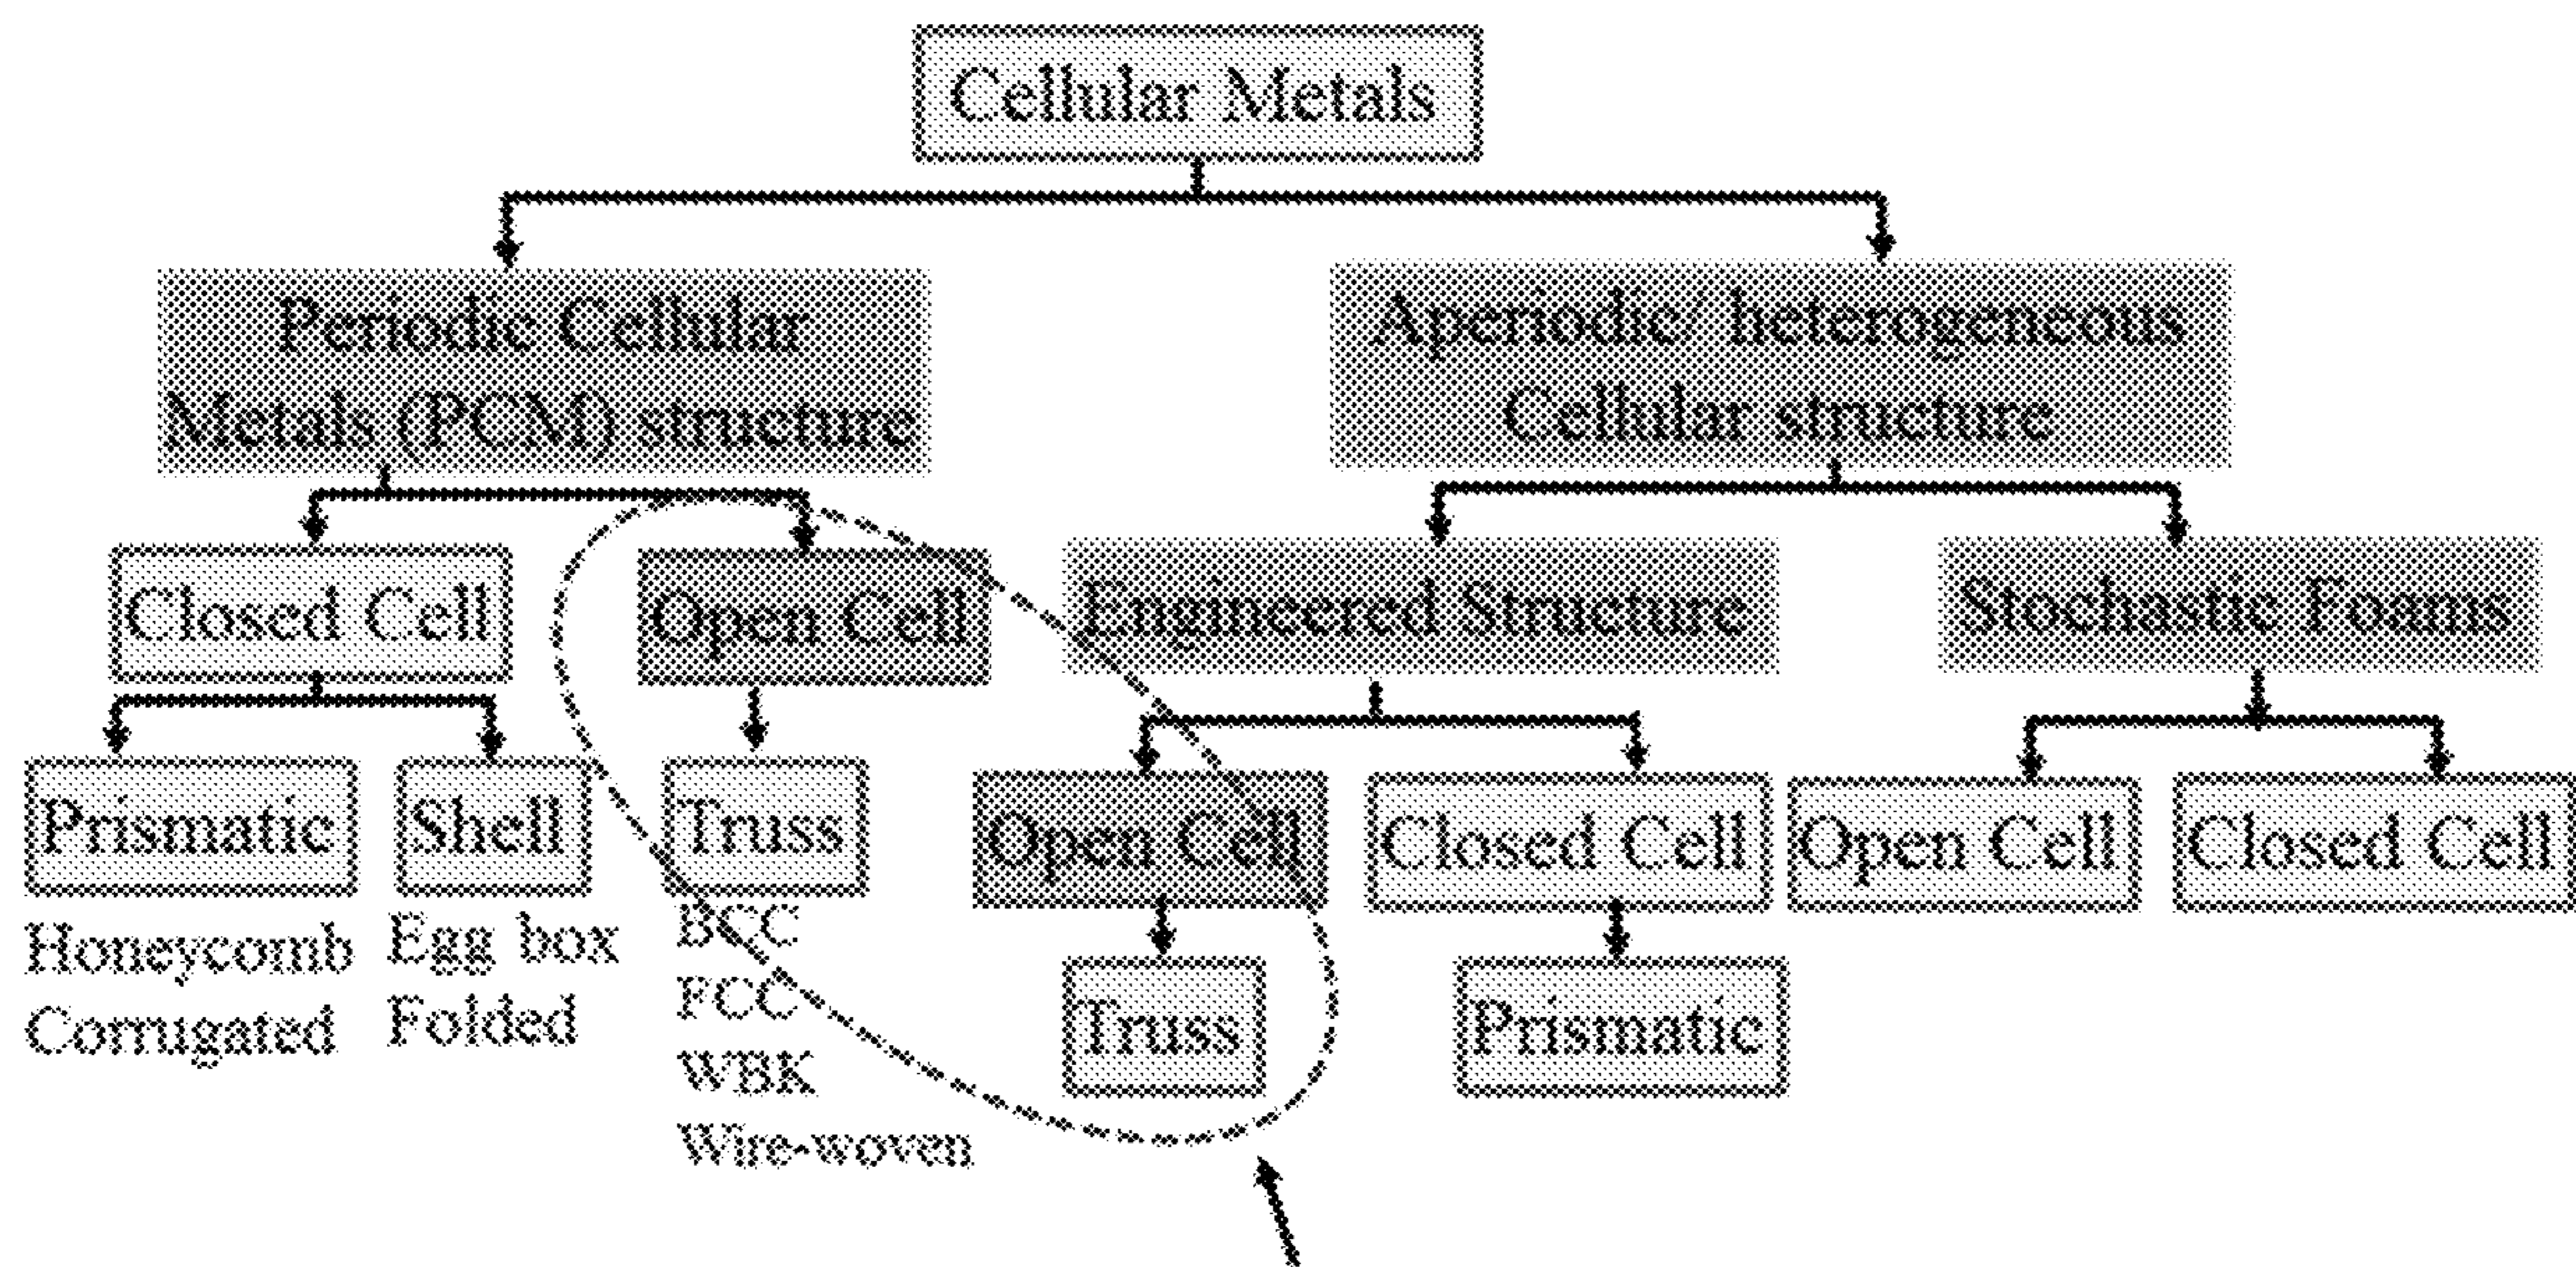 Cellular Metals
Periodic Cellular
Metals (PCM) structure
Aperiodic/ heterogeneous
Cellular structure
Closed Cell
Open Cell
Engineered Structure
Stochastic Foams
Prismatic
Shell
Truss
Open Cell
Closed Cell
Open Cell
Closed Cell
Honeycomb
Corrugated
Egg box
Folded
BCC
FCC
WBK
Wire-woven
Truss
Prismatic